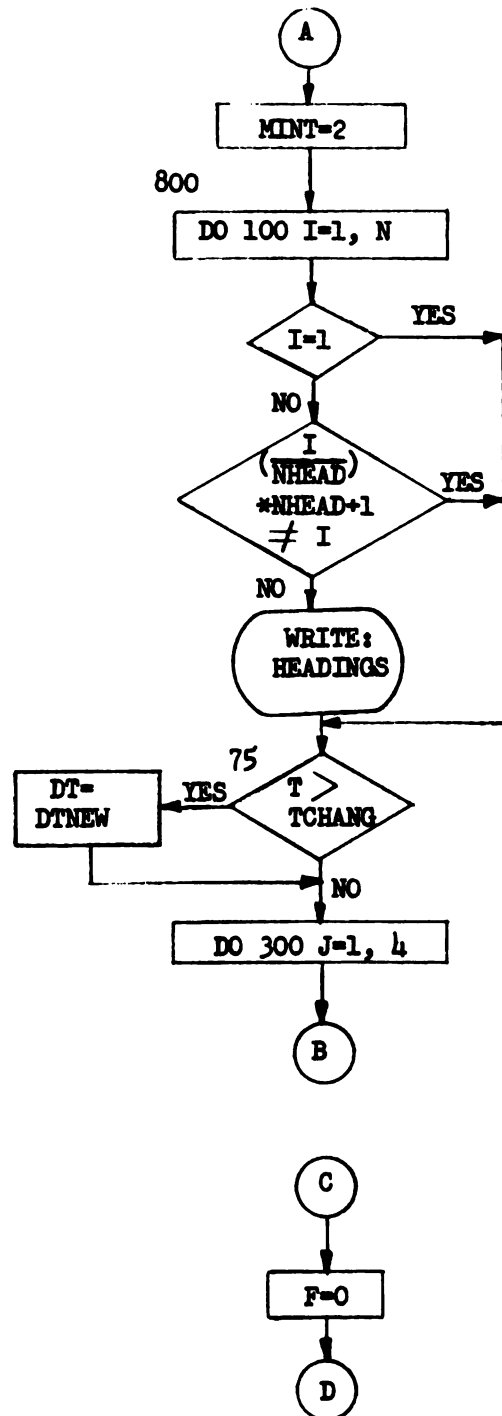 A
MINT=2
800
DO 100 I=1, N
I=1
YES
NO
(I
NHEAD)
*NHEAD+1
≠ I
YES
NO
WRITE:
HEADINGS
75
T >
TCHANG
YES
DT=
DTNEW
NO
DO 300 J=1, 4
B
C
F=0
D